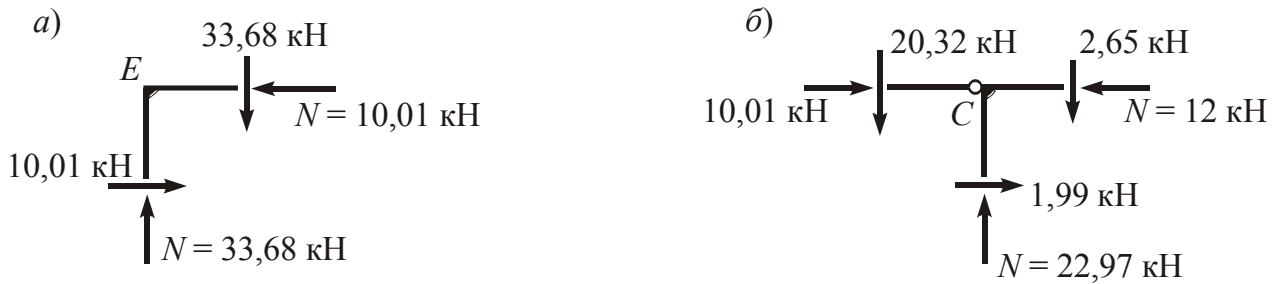 а)
33,68 кН
E
N = 10,01 кН
10,01 кН
N = 33,68 кН
б)
20,32 кН
2,65 кН
10,01 кН
C
N = 12 кН
1,99 кН
N = 22,97 кН